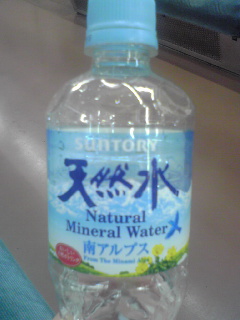 SUNTORY
天然水
Natural
Mineral Water
南アルプス
From The Minami Alps